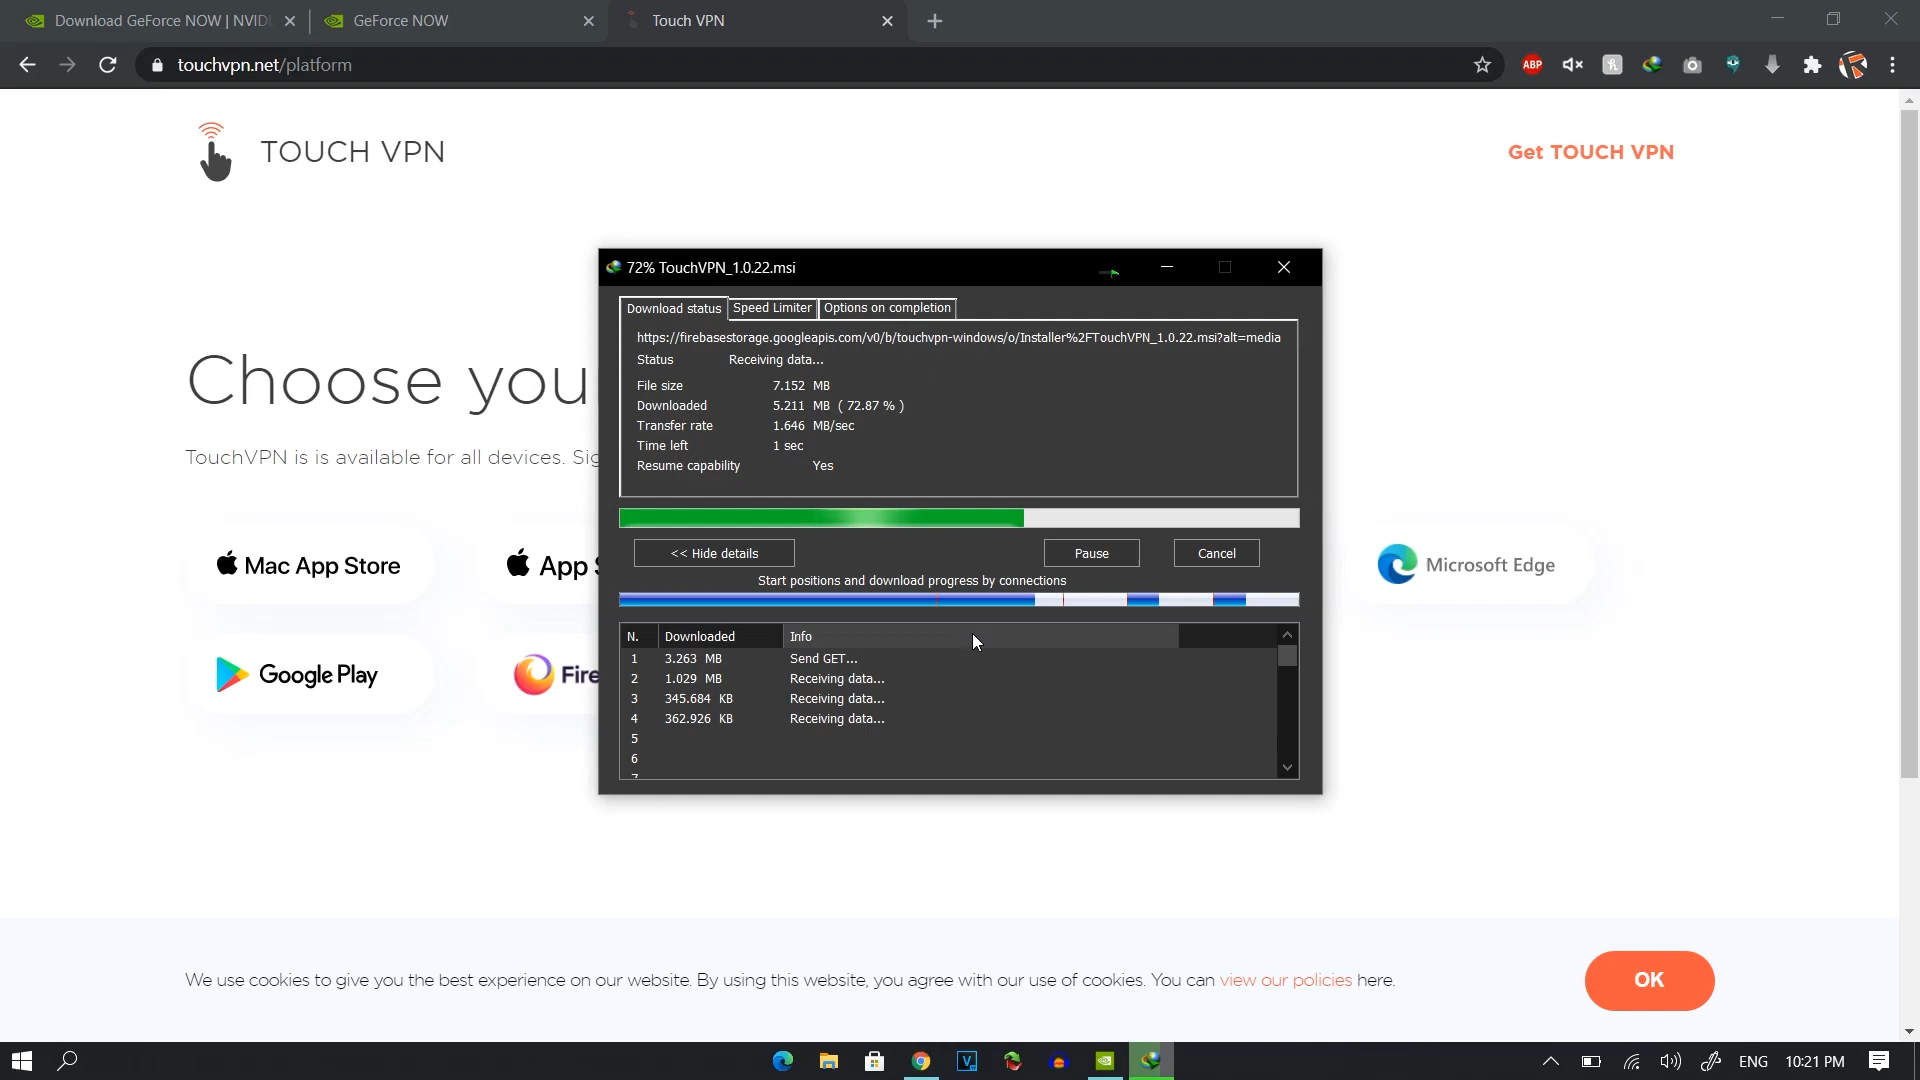 Download GeForce NOW | NVIDI
GeForce NOW
Touch VPN
touchvpn.net/platform
ABP
TOUCH VPN
Get TOUCH VPN
72% TouchVPN_1.0.22.msi
Download status
Speed Limiter
Options on completion
https://firebasestorage.googleapis.com/v0/b/touchvpn-windows/o/Installer%2FTouchVPN_1.0.22.msi?alt=media
Status Receiving data...
File size 7.152 MB
Downloaded 5.211 MB ( 72.87 % )
Transfer rate 1.646 MB/sec
Time left 1 sec
Resume capability Yes
<< Hide details
Pause
Cancel
Start positions and download progress by connections
N. Downloaded Info
1 3.263 MB Send GET...
2 1.029 MB Receiving data...
3 345.684 KB Receiving data...
4 362.926 KB Receiving data...
5
6
7
Choose you
TouchVPN is is available for all devices. Sig
Mac App Store
App S
Microsoft Edge
Google Play
Fire
We use cookies to give you the best experience on our website. By using this website, you agree with our use of cookies. You can view our policies here.
OK
ENG
10:21 PM